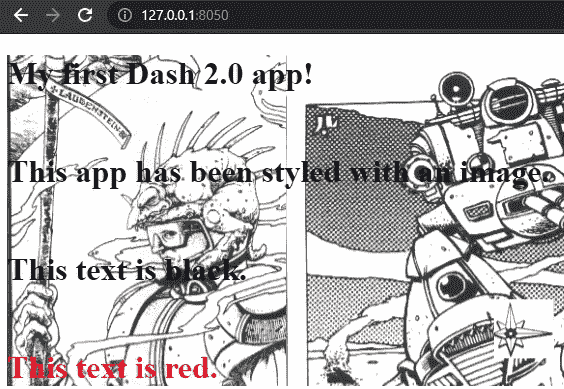 127.0.0.1:8050
My first Dash 2.0 app!
LAUDENSTEIN
This app has been styled with an image.
This text is black.
This text is red.